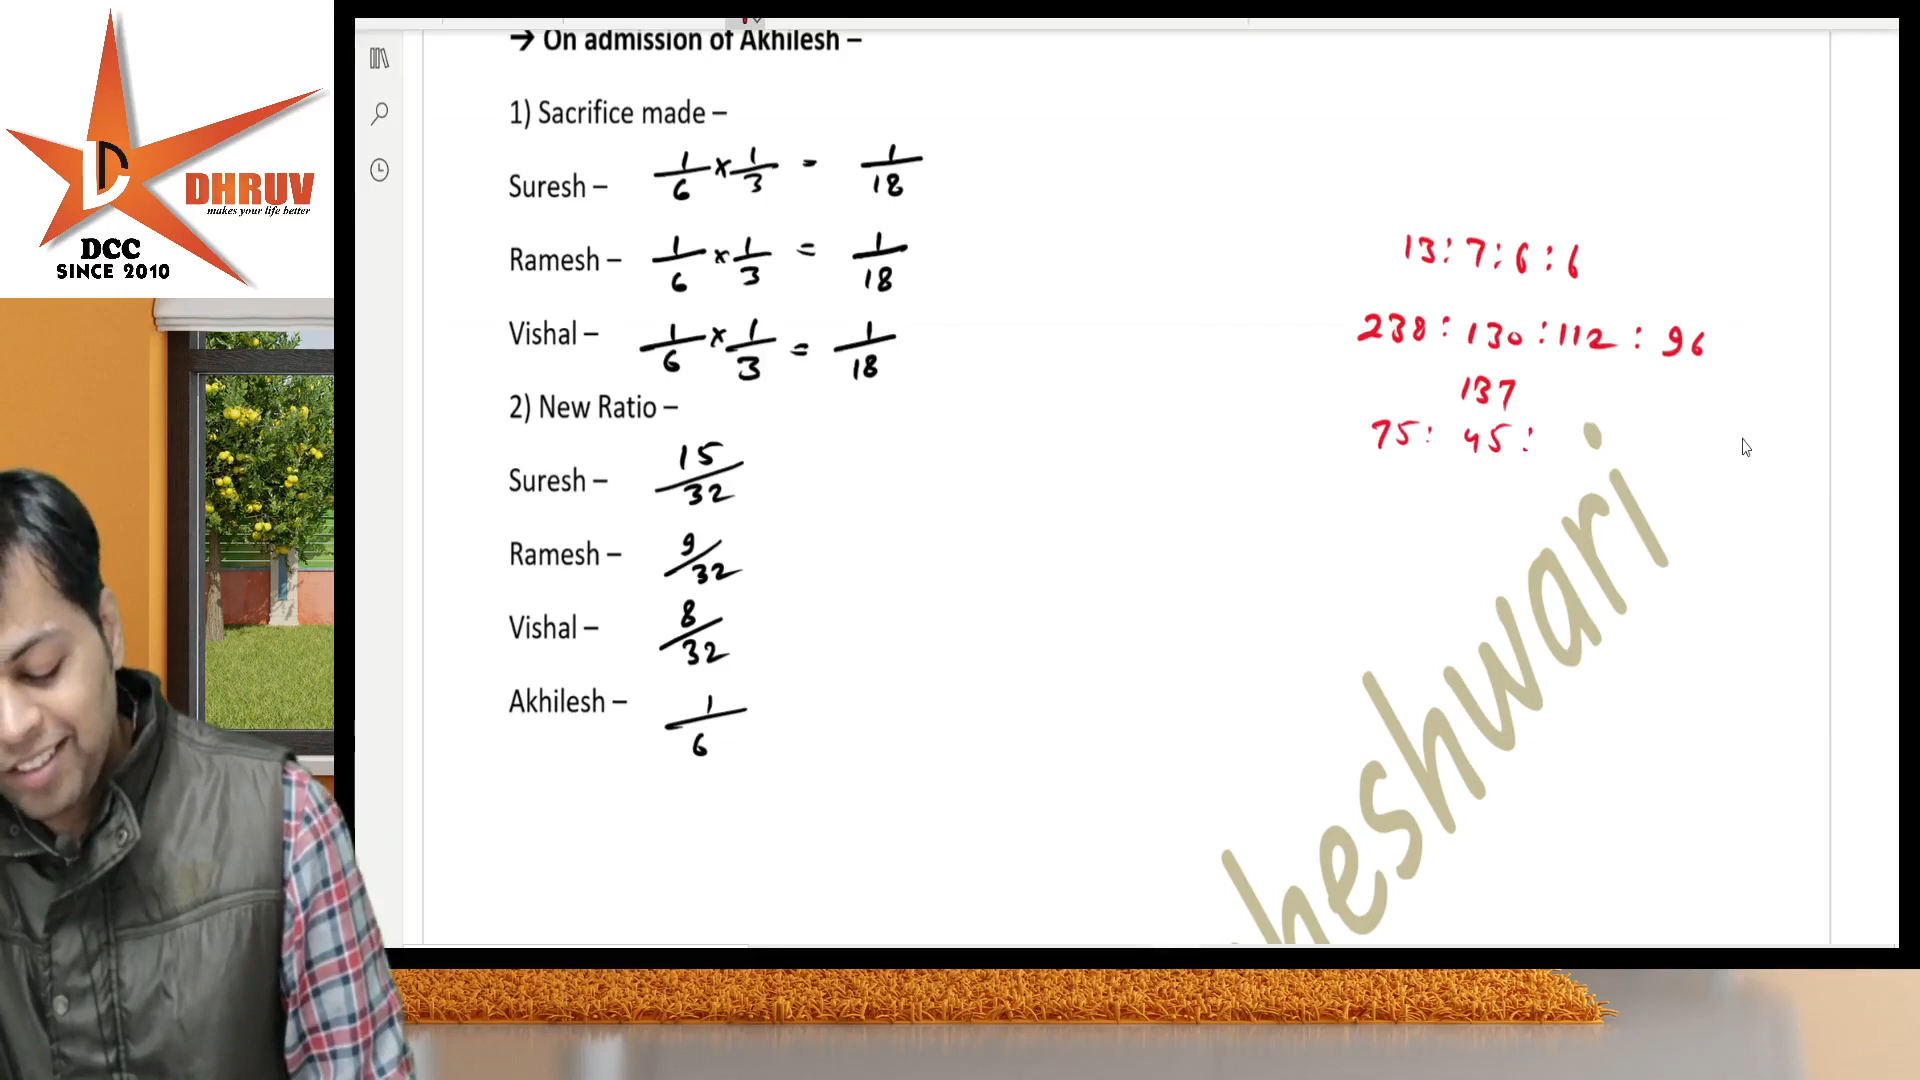 DHRUV
makes your life better
DCC
SINCE 2010
→ On admission of Akhilesh –
1) Sacrifice made –
Suresh – 1/6 × 1/3 = 1/18
Ramesh – 1/6 × 1/3 = 1/18
Vishal – 1/6 × 1/3 = 1/18
2) New Ratio –
Suresh – 15/32
Ramesh – 9/32
Vishal – 8/32
Akhilesh – 1/6
13 : 7 : 6 : 6
238 : 130 : 112 : 96
137
75 : 45 :
heshwari